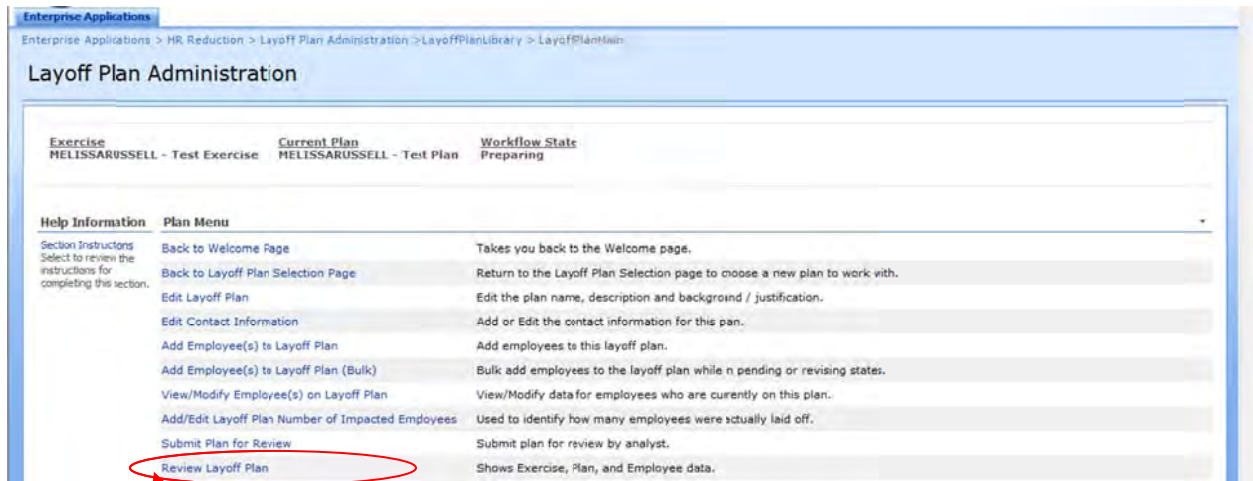 Enterprise Applications
Enterprise Applications > HR Reduction > Layoff Plan Administration >LayoffPlanLibrary > LayoffPlanMain
Layoff Plan Administration
Exercise Current Plan Workflow State
MELISSARUSSELL - Test Exercise MELISSARUSSELL - Test Plan Preparing
Help Information Plan Menu
Section Instructons
Select to review the
instructions for
completing this section.
Back to Welcome Page Takes you back to the Welcome page.
Back to Layoff Plan Selection Page Return to the Layoff Plan Selection page to choose a new plan to work with.
Edit Layoff Plan Edit the plan name, description and background / justification.
Edit Contact Information Add or Edit the contact information for this pan.
Add Employee(s) to Layoff Plan Add employees to this layoff plan.
Add Employee(s) to Layoff Plan (Bulk) Bulk add employees to the layoff plan while n pending or revising states.
View/Modify Employee(s) on Layoff Plan View/Modify data for employees who are currently on this plan.
Add/Edit Layoff Plan Number of Impacted Employees Used to identify how many employees were actually laid off.
Submit Plan for Review Submit plan for review by analyst.
Review Layoff Plan Shows Exercise, Plan, and Employee data.